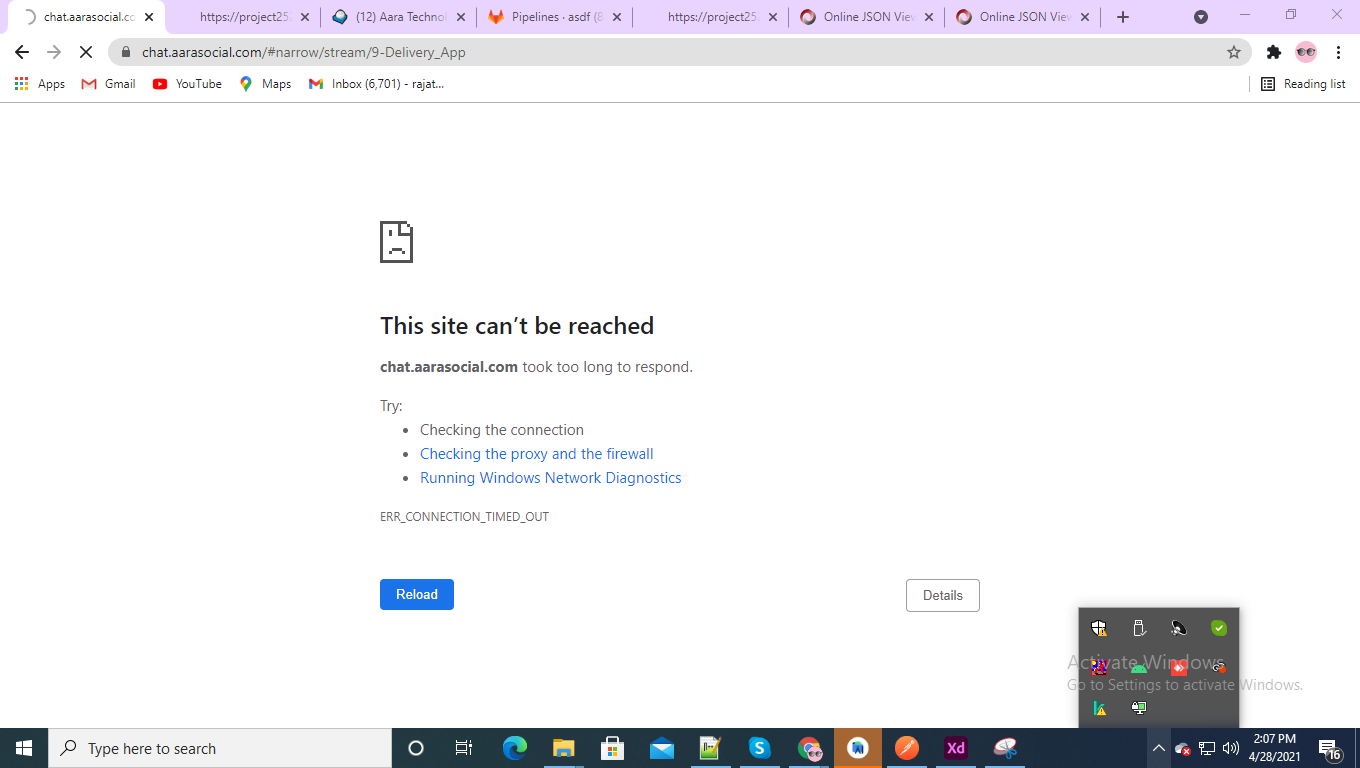 chat.aarasocial.co
https://project25
(12) Aara Technol
Pipelines · asdf (8
https://project25
Online JSON View
Online JSON View
chat.aarasocial.com/#narrow/stream/9-Delivery_App
Apps
Gmail
YouTube
Maps
Inbox (6,701) - rajat...
Reading list
This site can’t be reached
chat.aarasocial.com took too long to respond.
Try:
Checking the connection
Checking the proxy and the firewall
Running Windows Network Diagnostics
ERR_CONNECTION_TIMED_OUT
Reload
Details
Activate Windows
Go to Settings to activate Windows.
Type here to search
Xd
2:07 PM
4/28/2021
16